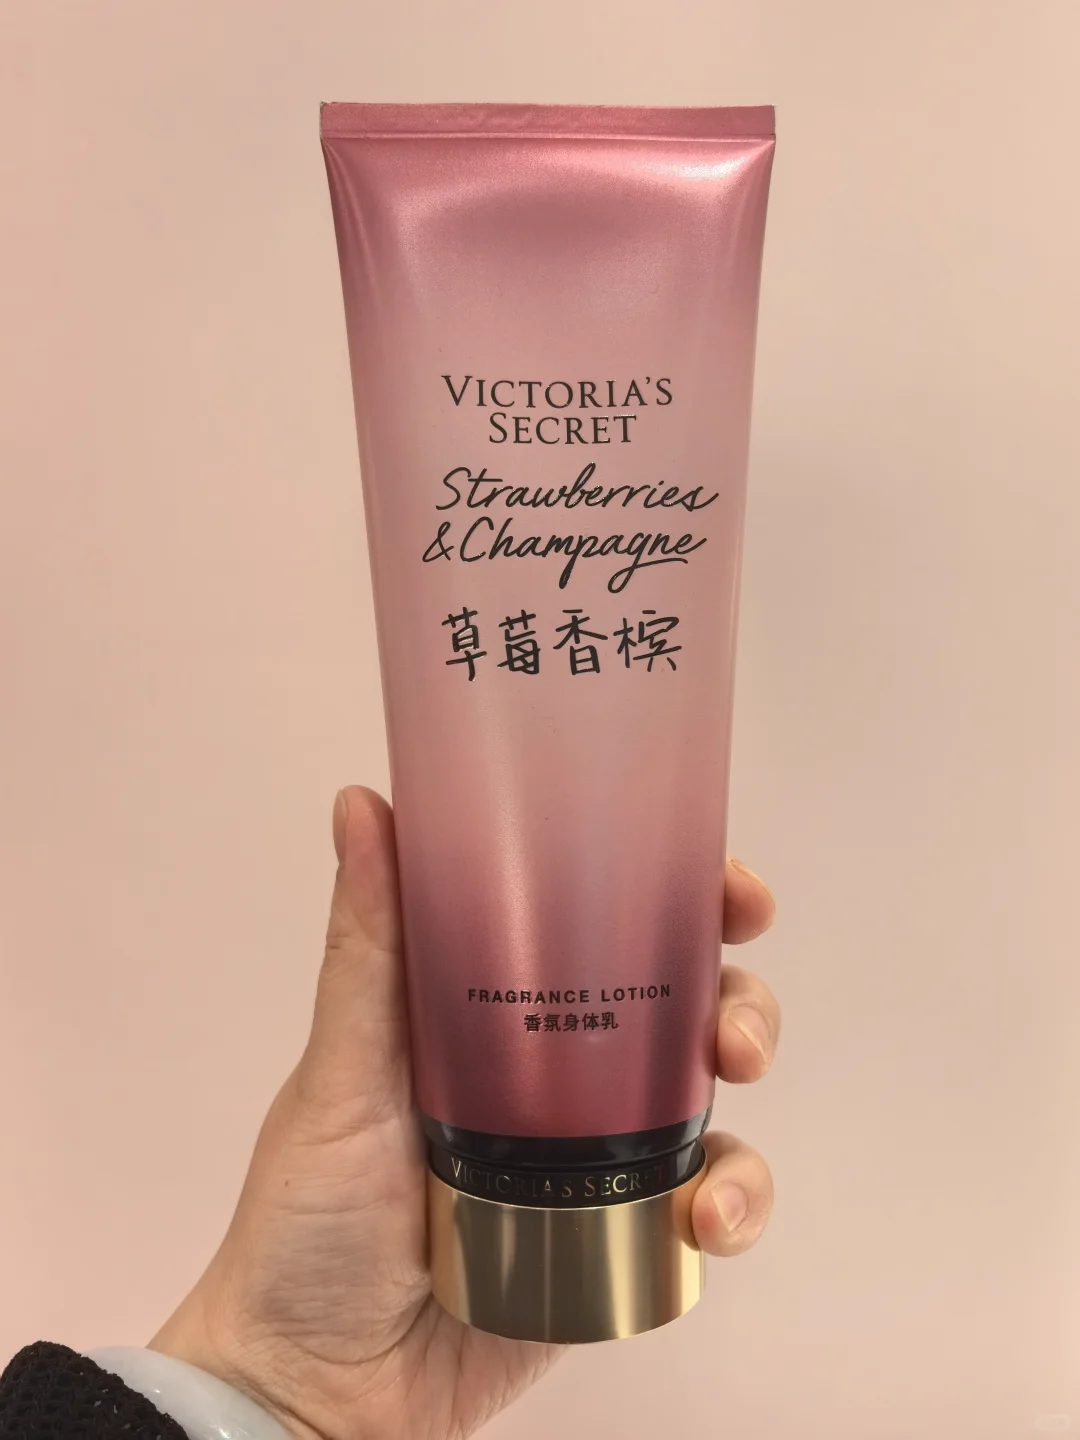 VICTORIA'S
SECRET
Strawberries
& Champagne
草莓香槟
FRAGRANCE LOTION
香氛身体乳
VICTORIA'S SECRET